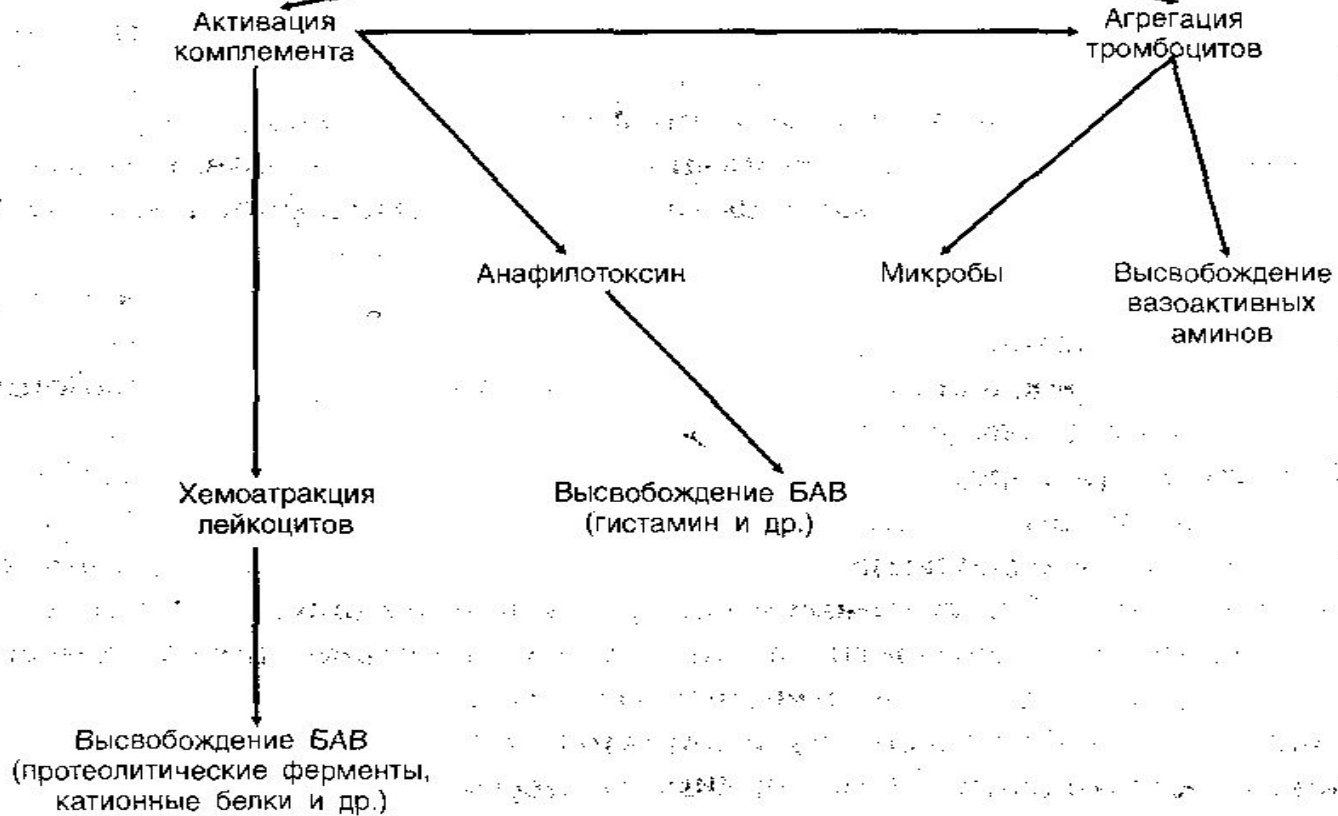 Активация
комплемента
Агрегация
тромбоцитов
Анафилотоксин
Микробы
Высвобождение
вазоактивных
аминов
Хемоатракция
лейкоцитов
Высвобождение БАВ
(гистамин и др.)
Высвобождение БАВ
(протеолитические ферменты,
катионные белки и др.)